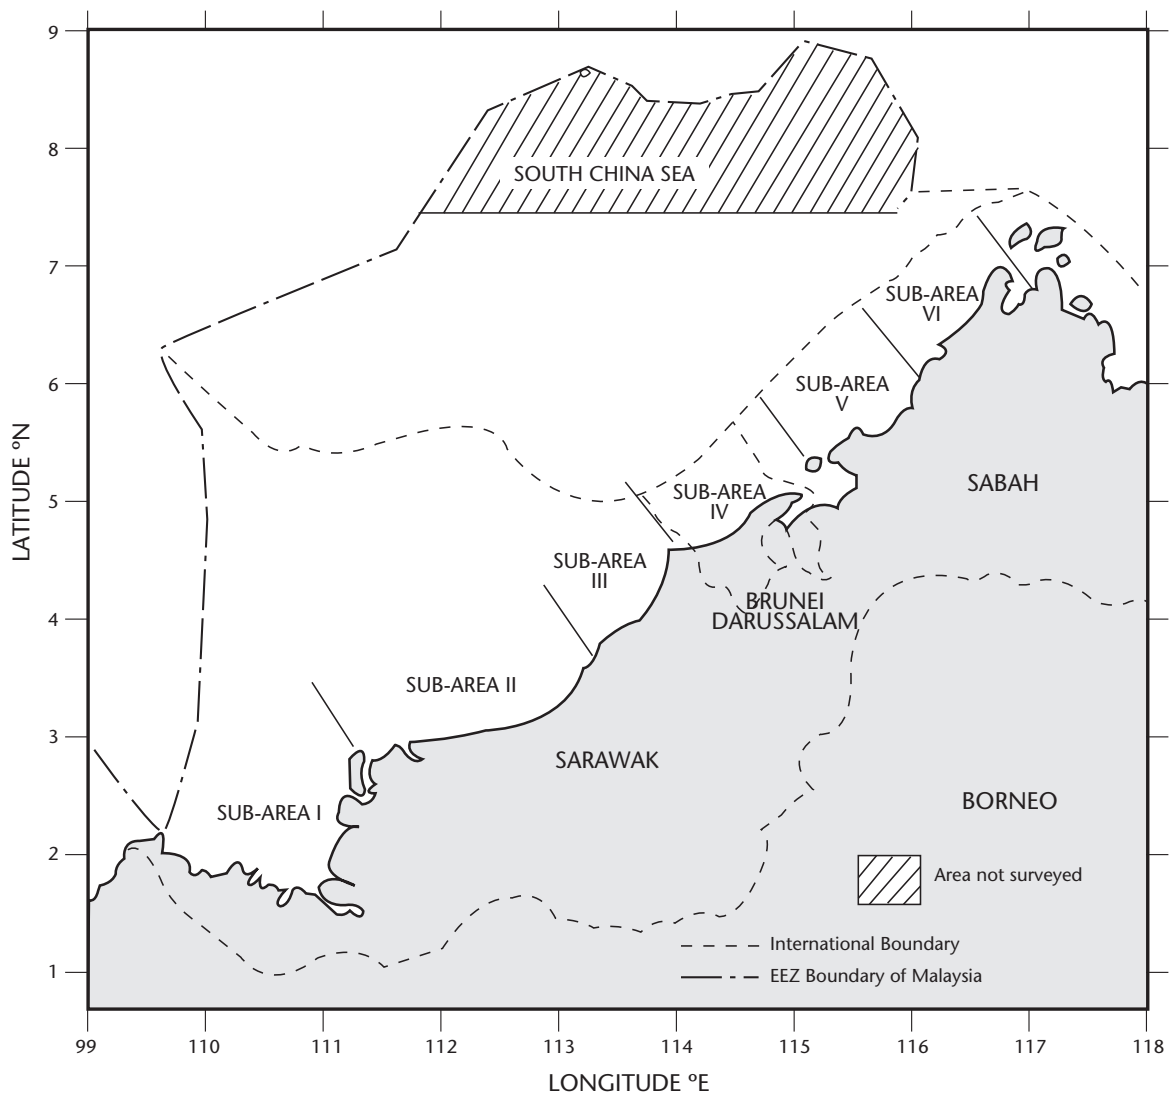 9
8
SOUTH CHINA SEA
7
SUB-AREA
VI
6
SUB-AREA
V
LATITUDE ºN
SABAH
5
SUB-AREA
IV
SUB-AREA
III
BRUNEI
DARUSSALAM
4
SUB-AREA II
3
SARAWAK
BORNEO
SUB-AREA I
2
Area not surveyed
International Boundary
1
EEZ Boundary of Malaysia
99 110 111 112 113 114 115 116 117 118
LONGITUDE ºE